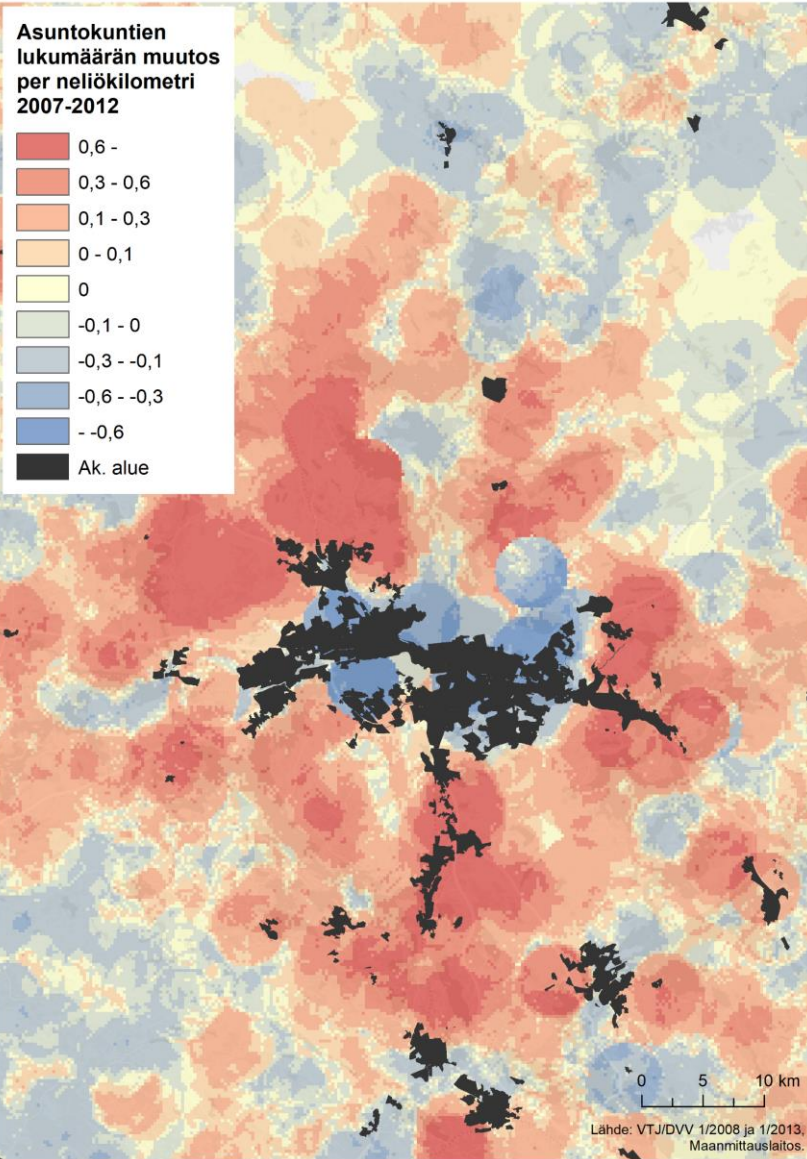 Asuntokuntien
lukumäärän muutos
per neliökilometri
2007-2012
0,6 -
0,3 - 0,6
0,1 - 0,3
0 - 0,1
0
-0,1 - 0
-0,3 - -0,1
-0,6 - -0,3
- -0,6
Ak. alue
0 5 10 km
Lähde: VTJ/DVV 1/2008 ja 1/2013,
Maanmittauslaitos.